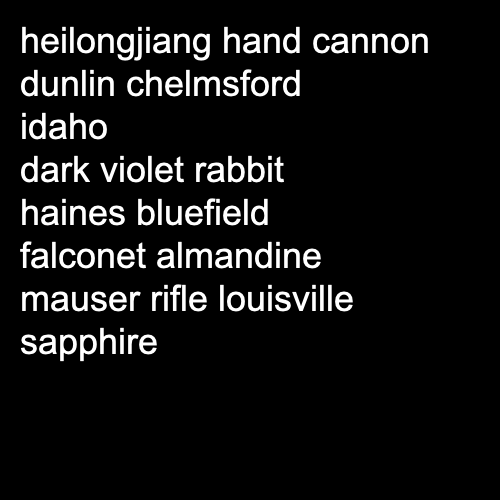 heilongjiang hand cannon
dunlin chelmsford
idaho
dark violet rabbit
haines bluefield
falconet almandine
mauser rifle louisville
sapphire